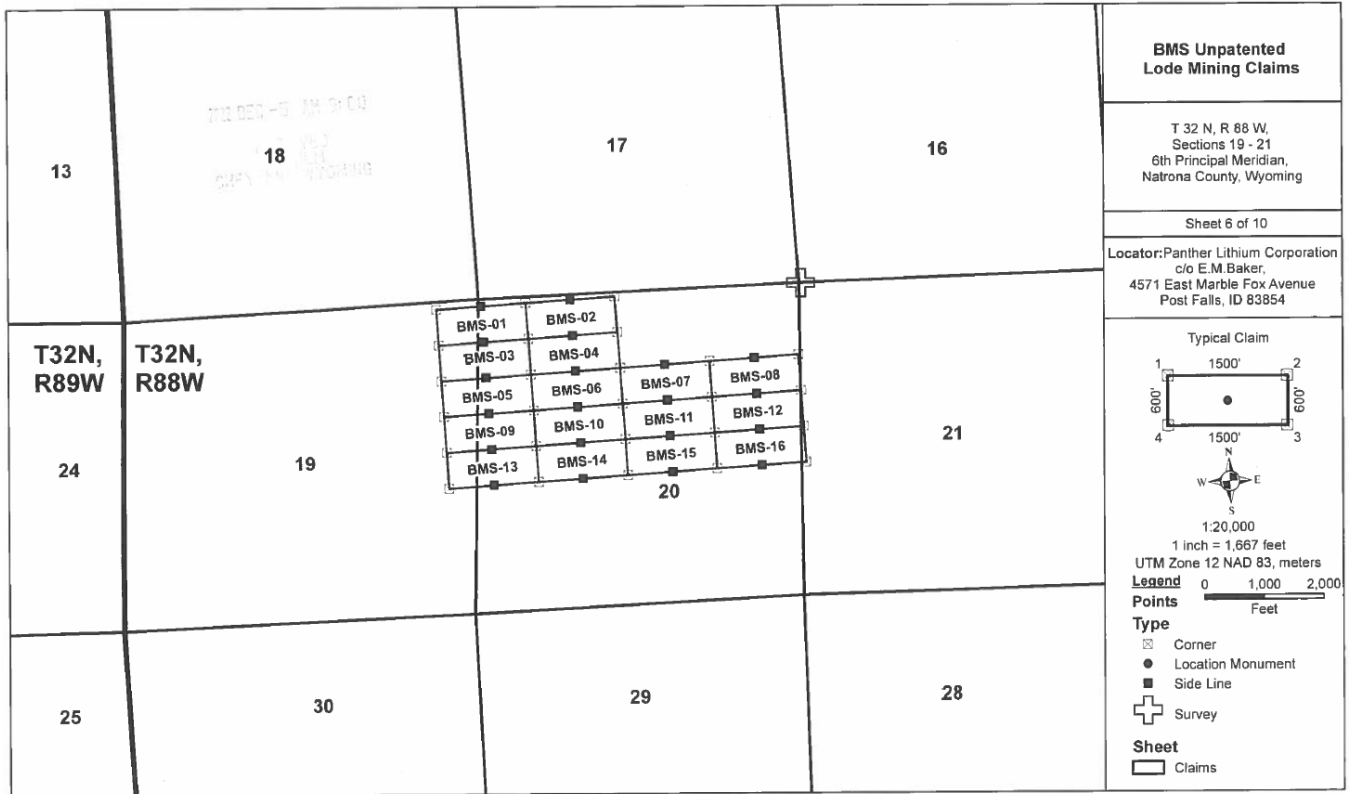 13
18
17
16
T32N,
R89W
T32N,
R88W
24
19
20
21
25
30
29
28
BMS-01
BMS-02
BMS-03
BMS-04
BMS-05
BMS-06
BMS-07
BMS-08
BMS-09
BMS-10
BMS-11
BMS-12
BMS-13
BMS-14
BMS-15
BMS-16
BMS Unpatented
Lode Mining Claims
T 32 N, R 88 W,
Sections 19 - 21
6th Principal Meridian,
Natrona County, Wyoming
Sheet 6 of 10
Locator:Panther Lithium Corporation
c/o E.M.Baker,
4571 East Marble Fox Avenue
Post Falls, ID 83854
Typical Claim
1 1500' 2
600' 600'
4 1500' 3
N
W E
S
1:20,000
1 inch = 1,667 feet
UTM Zone 12 NAD 83, meters
Legend
0 1,000 2,000
Feet
Points
Type
Corner
Location Monument
Side Line
Survey
Sheet
Claims